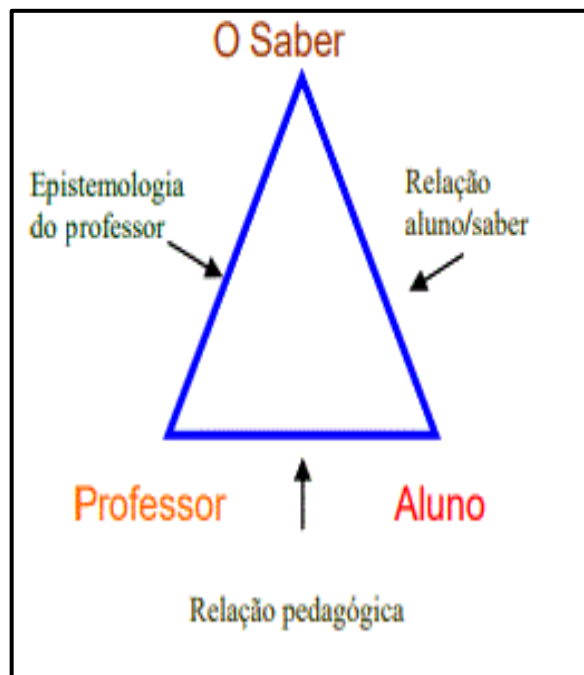 O Saber
Epistemologia
do professor
Relação
aluno/saber
Professor
Aluno
Relação pedagógica